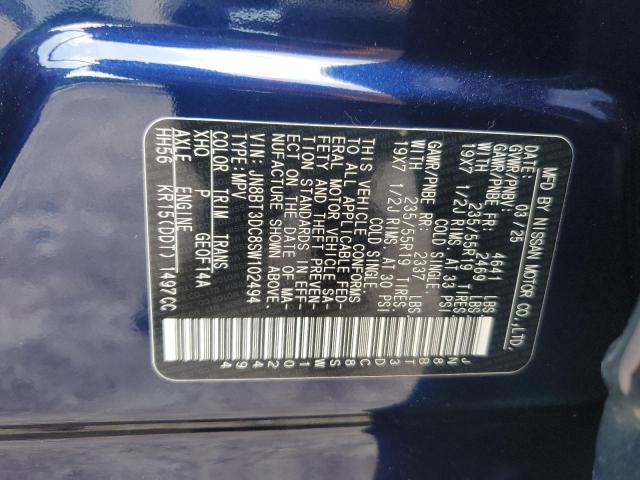 MFD BY NISSAN MOTOR CO.,LTD.
DATE: 03/25
GVWR/PNBV: 4641 LBS.
GAWR/PNBE FR: 2469 LBS.
WITH 235/55R19 TIRES
19X7 1/2J RIMS, AT 33 PSI
COLD SINGLE
GAWR/PNBE RR: 2337 LBS.
WITH 235/55R19 TIRES
19X7 1/2J RIMS, AT 30 PSI
COLD SINGLE
THIS VEHICLE CONFORMS
TO ALL APPLICABLE FED-
ERAL MOTOR VEHICLE SA-
FETY AND THEFT PREVEN-
TION STANDARDS IN EFF-
ECT ON THE DATE OF MA-
NUFACTURE SHOWN ABOVE.
VIN: JN8BT3DC8SW102494
TYPE: MPV
COLOR TRIM TRANS
XHQ P GE0F14A
AXLE ENGINE
HH56 KR15(DDT) 1497CC
JN8BT3DC8SW102494